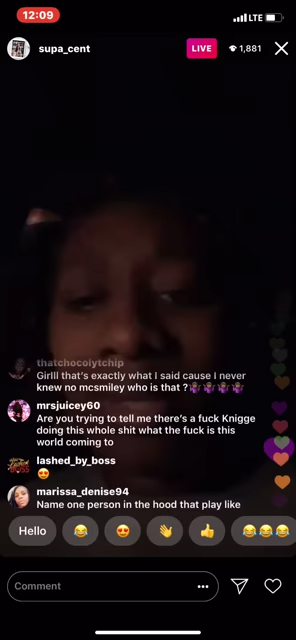 12:09
LTE
supa_cent
LIVE
1,881
thatchocolytchip
Girlll that's exactly what I said cause I never
knew no mcsmiley who is that ?
mrsjuicey60
Are you trying to tell me there's a fuck Knigge
doing this whole shit what the fuck is this
world coming to
lashed_by_boss
marissa_denise94
Name one person in the hood that play like
Hello
Comment